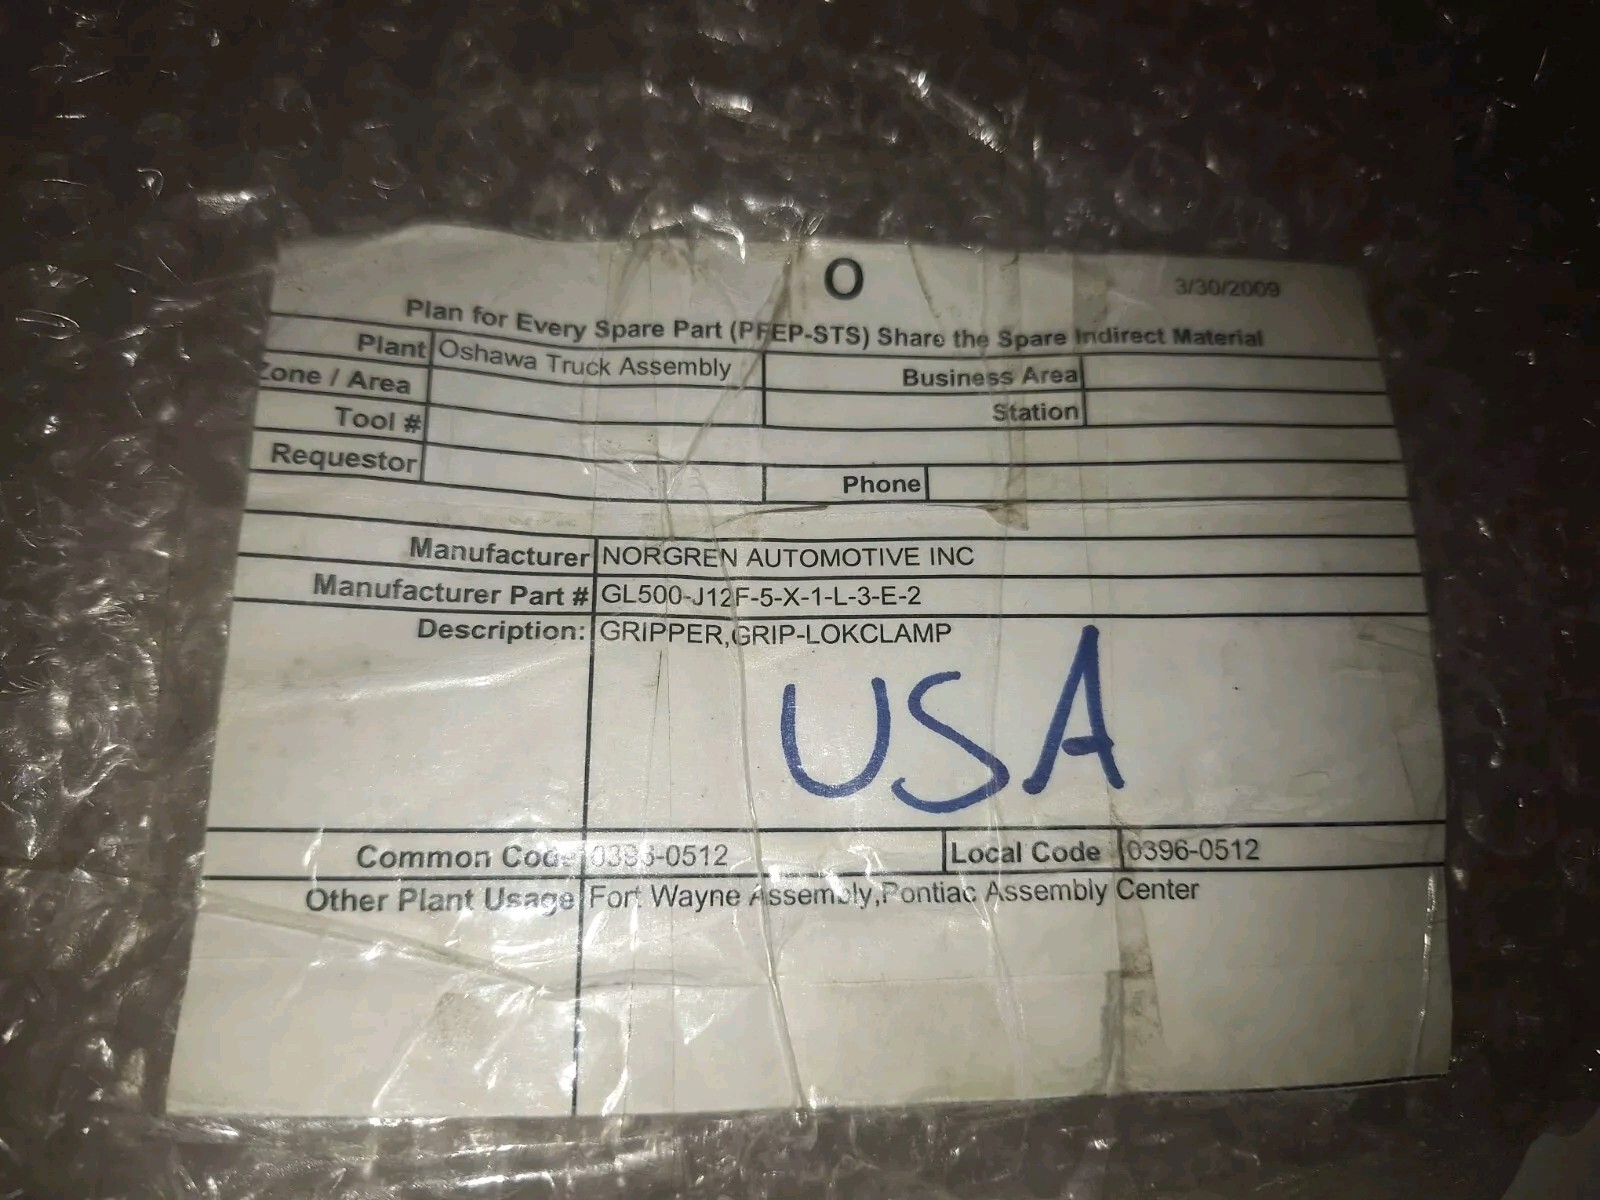 O
3/30/2009
Plan for Every Spare Part (PFEP-STS) Share the Spare Indirect Material
Plant Oshawa Truck Assembly Business Area
Zone / Area Station
Tool #
Requestor Phone
Manufacturer NORGREN AUTOMOTIVE INC
Manufacturer Part # GL500-J12F-5-X-1-L-3-E-2
Description: GRIPPER,GRIP-LOKCLAMP
USA
Common Code 0396-0512 Local Code 0396-0512
Other Plant Usage Fort Wayne Assembly,Pontiac Assembly Center